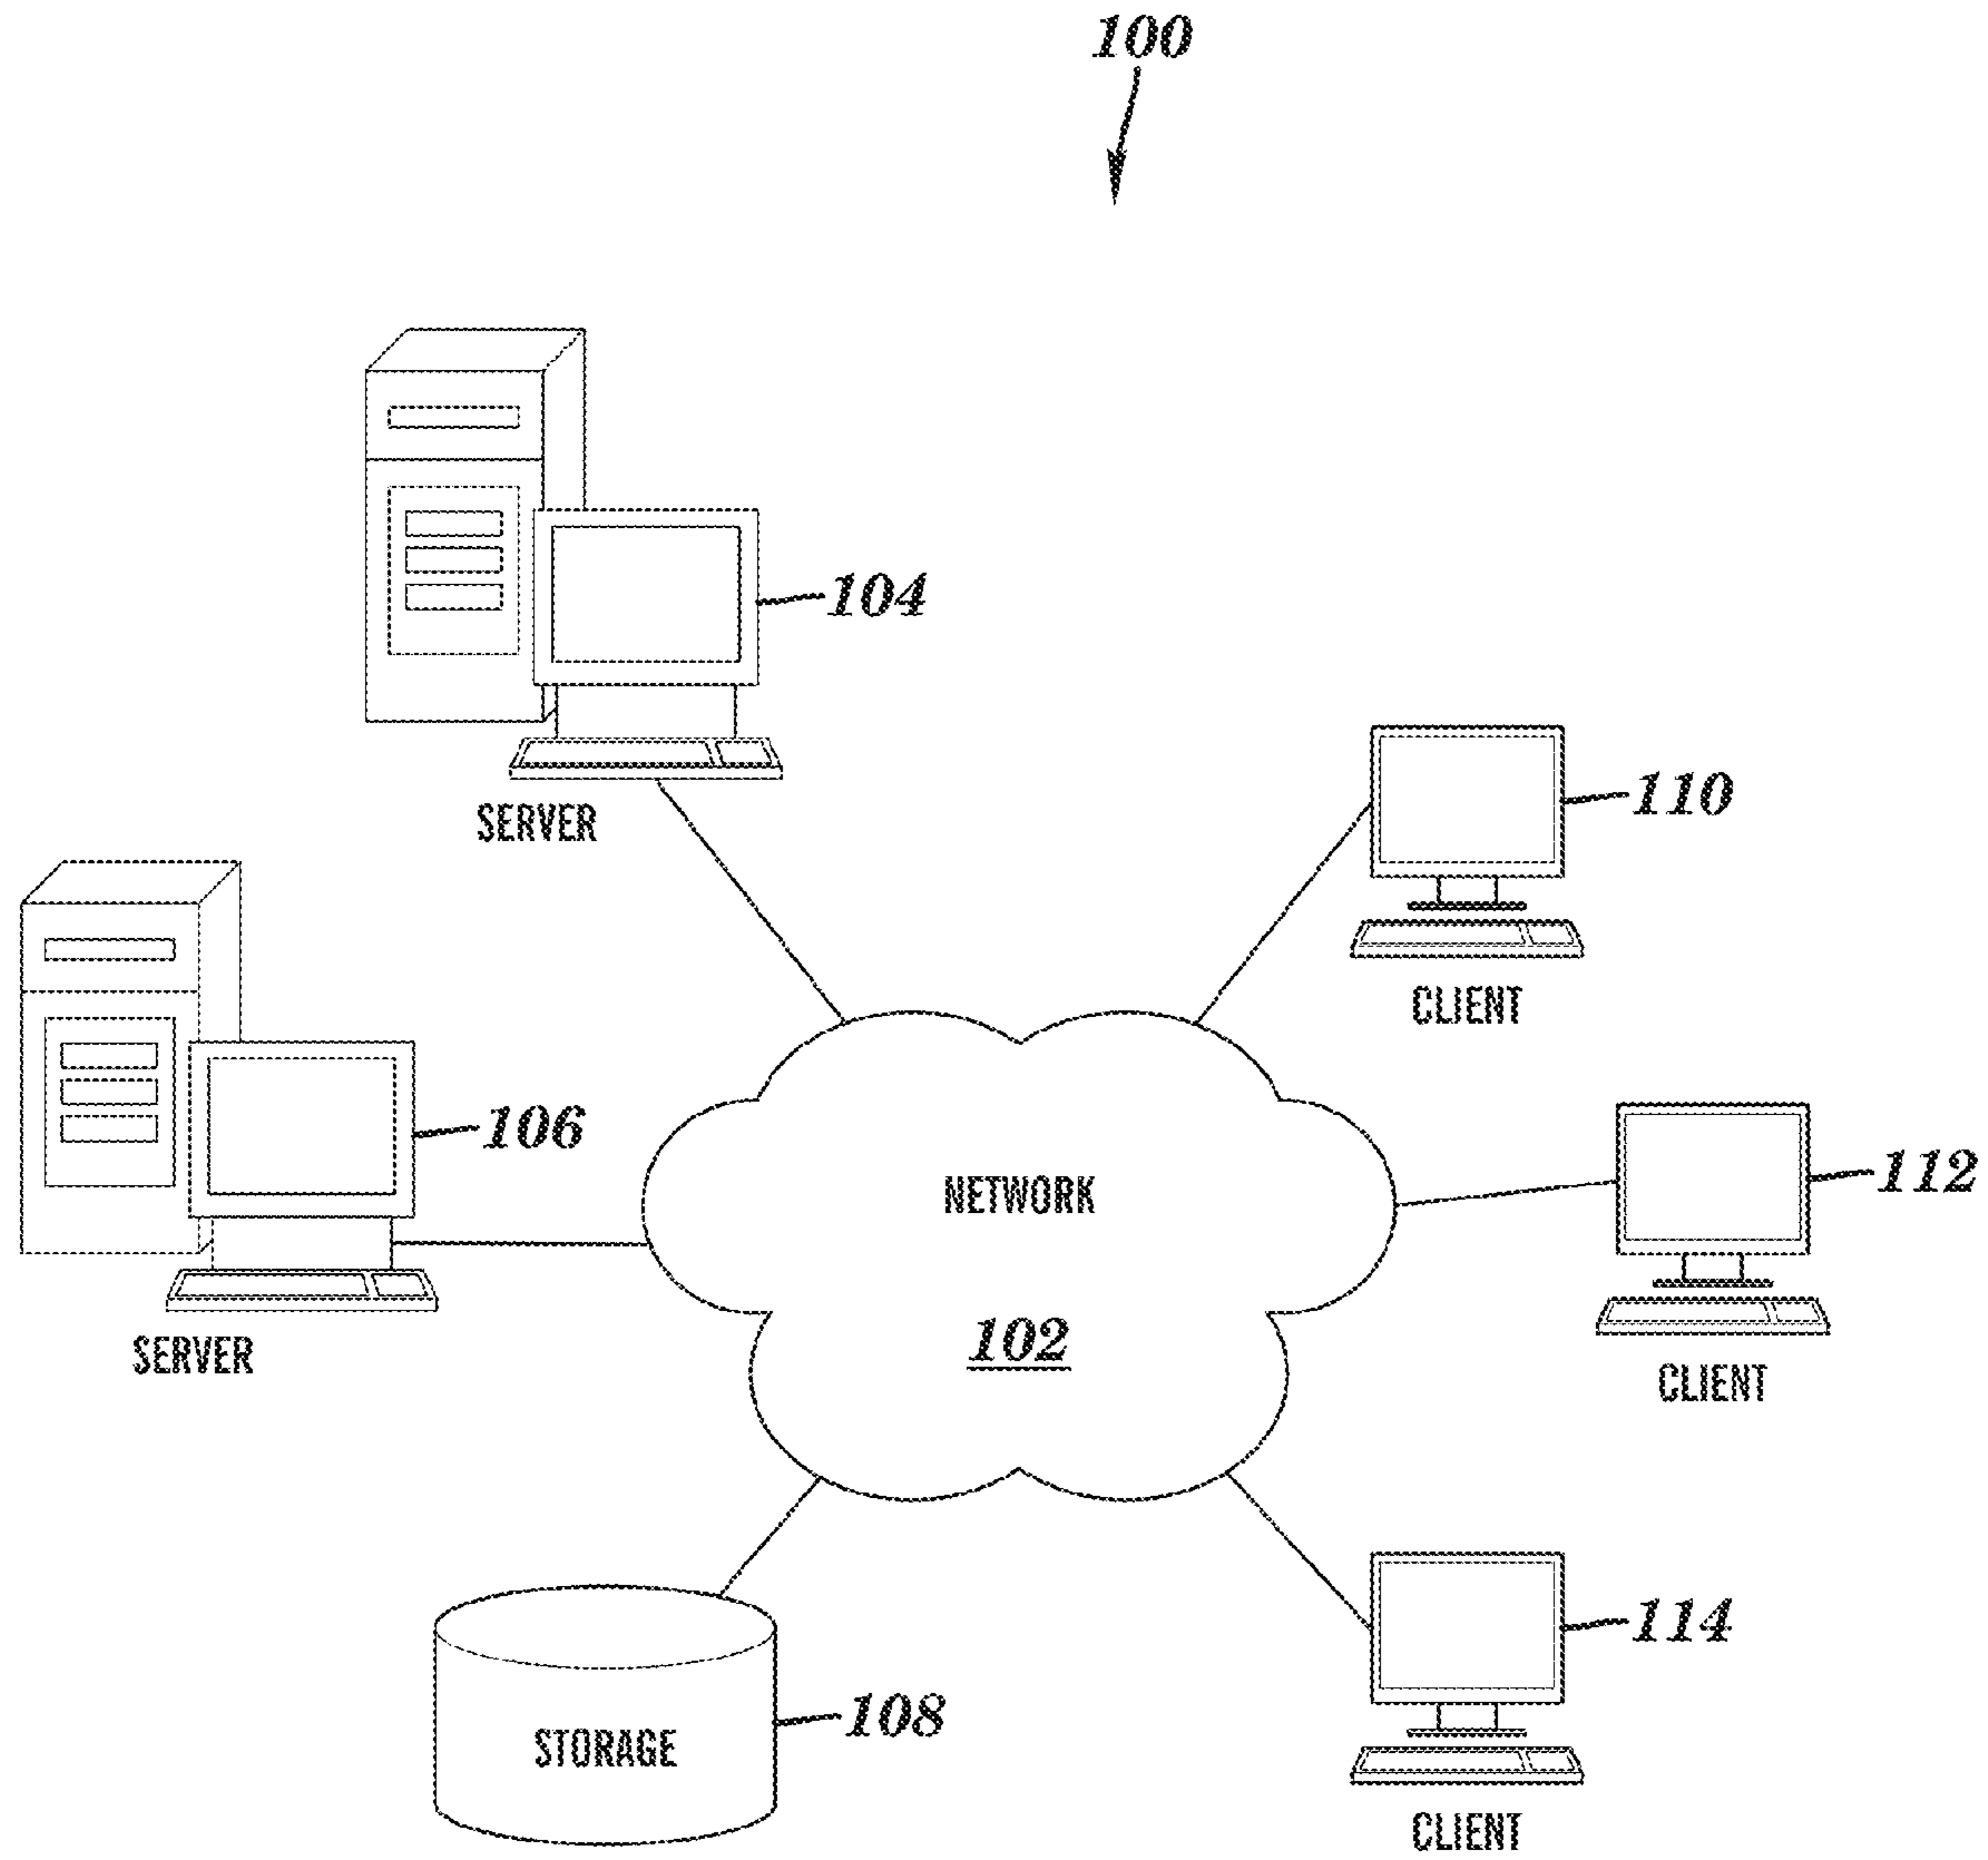 100
104
SERVER
110
CLIENT
106
SERVER
NETWORK
102
112
CLIENT
108
STORAGE
114
CLIENT